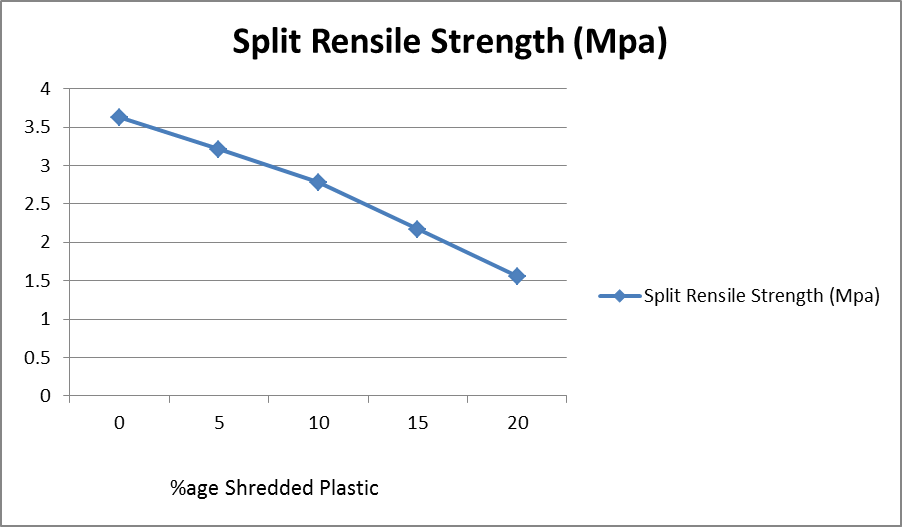 Split Rensile Strength (Mpa)
4
3.5
3
2.5
2
1.5
1
0.5
0
0 5 10 15 20
%age Shredded Plastic
Split Rensile Strength (Mpa)